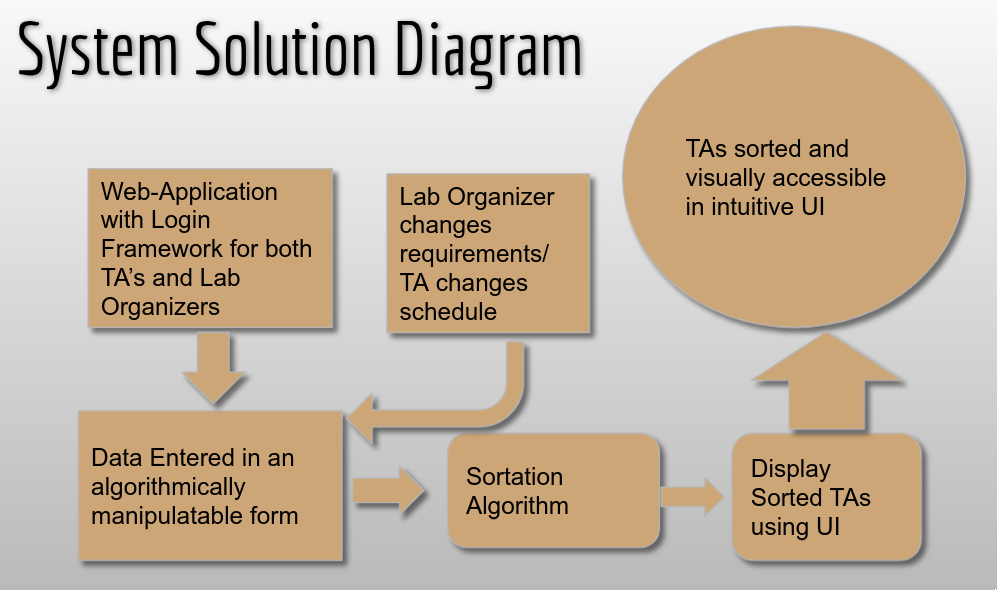 System Solution Diagram
Web-Application
with Login
Framework for both
TA’s and Lab
Organizers
Lab Organizer
changes
requirements/
TA changes
schedule
TAs sorted and
visually accessible
in intuitive UI
Data Entered in an
algorithmically
manipulatable form
Sortation
Algorithm
Display
Sorted TAs
using UI